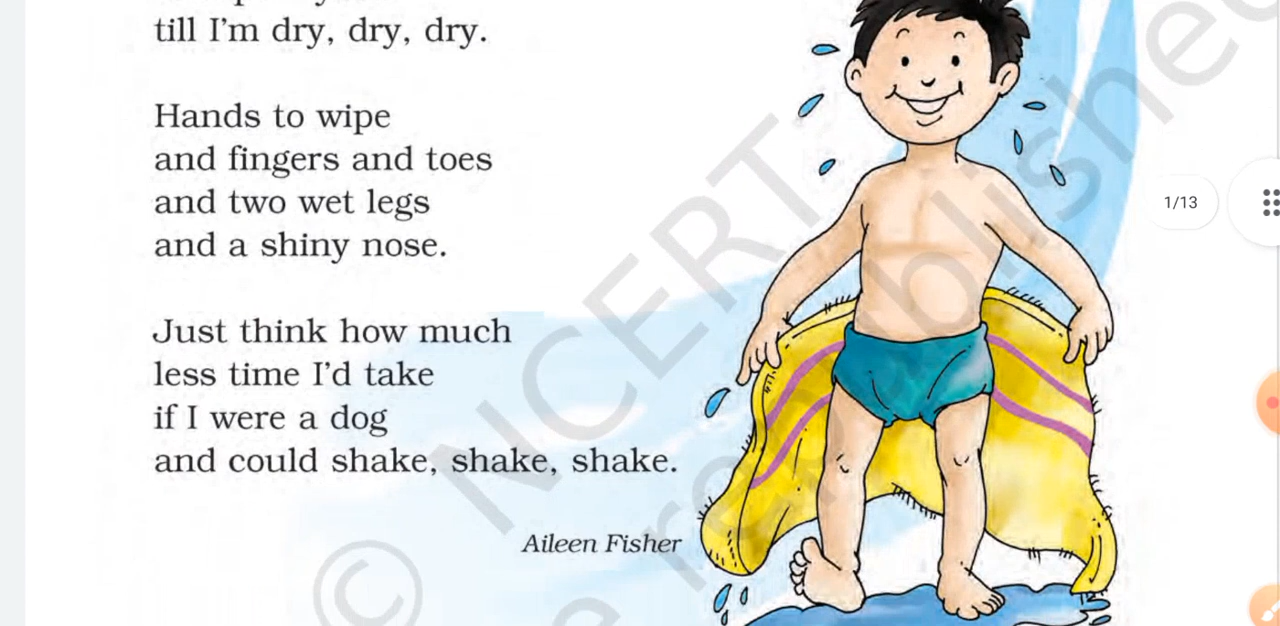 till I'm dry, dry, dry.
Hands to wipe
and fingers and toes
and two wet legs
and a shiny nose.
Just think how much
less time I'd take
if I were a dog
and could shake, shake, shake.
Aileen Fisher
1/13
© NCERT